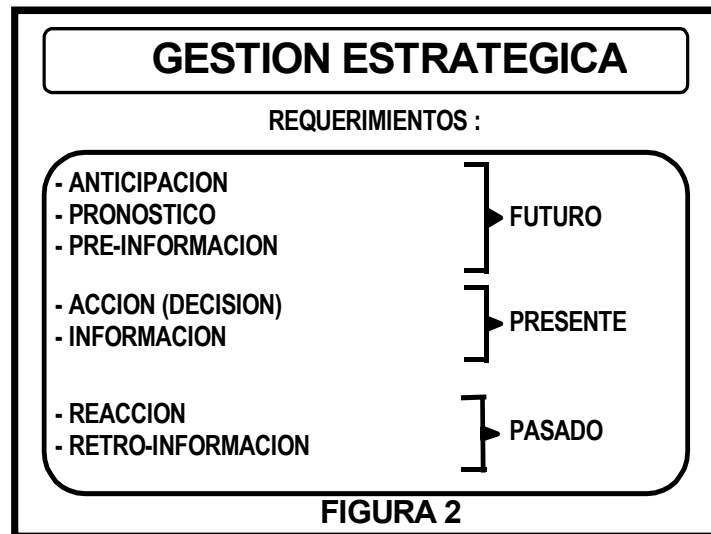 GESTION ESTRATEGICA
REQUERIMIENTOS :
- ANTICIPACION
- PRONOSTICO
- PRE-INFORMACION
FUTURO
- ACCION (DECISION)
- INFORMACION
PRESENTE
- REACCION
- RETRO-INFORMACION
PASADO
FIGURA 2